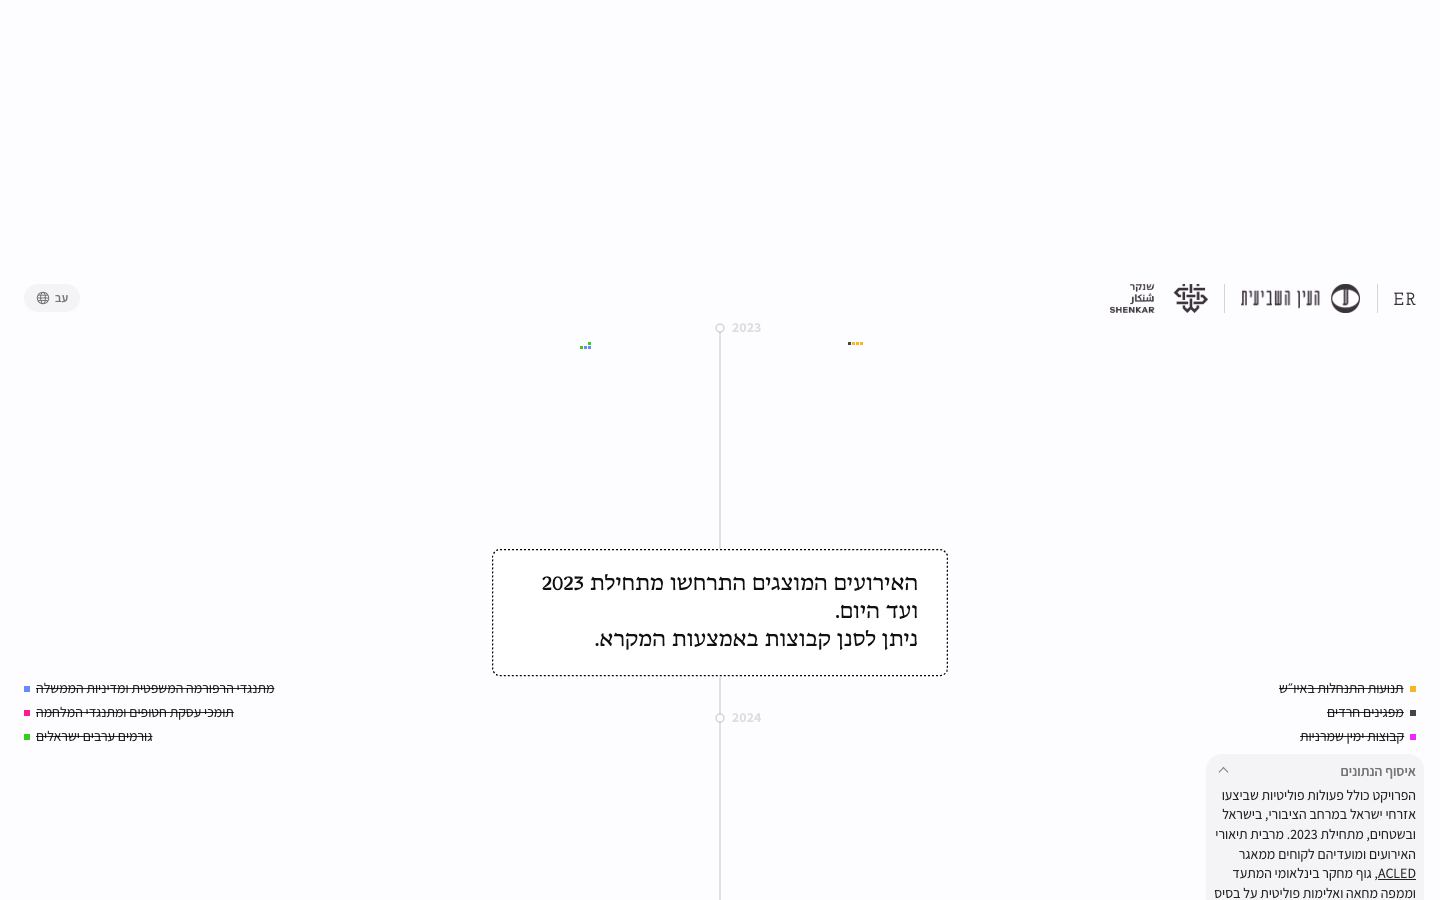 ER
העין השביעית
שנקר
شنكار
SHENKAR
עב
2023
האירועים המוצגים התרחשו מתחילת 2023
ועד היום.
ניתן לסנן קבוצות באמצעות המקרא.
תנועות התנחלות באיו״ש
מפגינים חרדים
קבוצות ימין שמרניות
מתנגדי הרפורמה המשפטית ומדיניות הממשלה
תומכי עסקת חטופים ומתנגדי המלחמה
גורמים ערבים ישראלים
2024
איסוף הנתונים
הפרויקט כולל פעולות פוליטיות שביצעו
אזרחי ישראל במרחב הציבורי, בישראל
ובשטחים, מתחילת 2023. מרבית תיאורי
האירועים ומועדיהם לקוחים ממאגר
ACLED, גוף מחקר בינלאומי המתעד
וממפה מחאה ואלימות פוליטית על בסיס